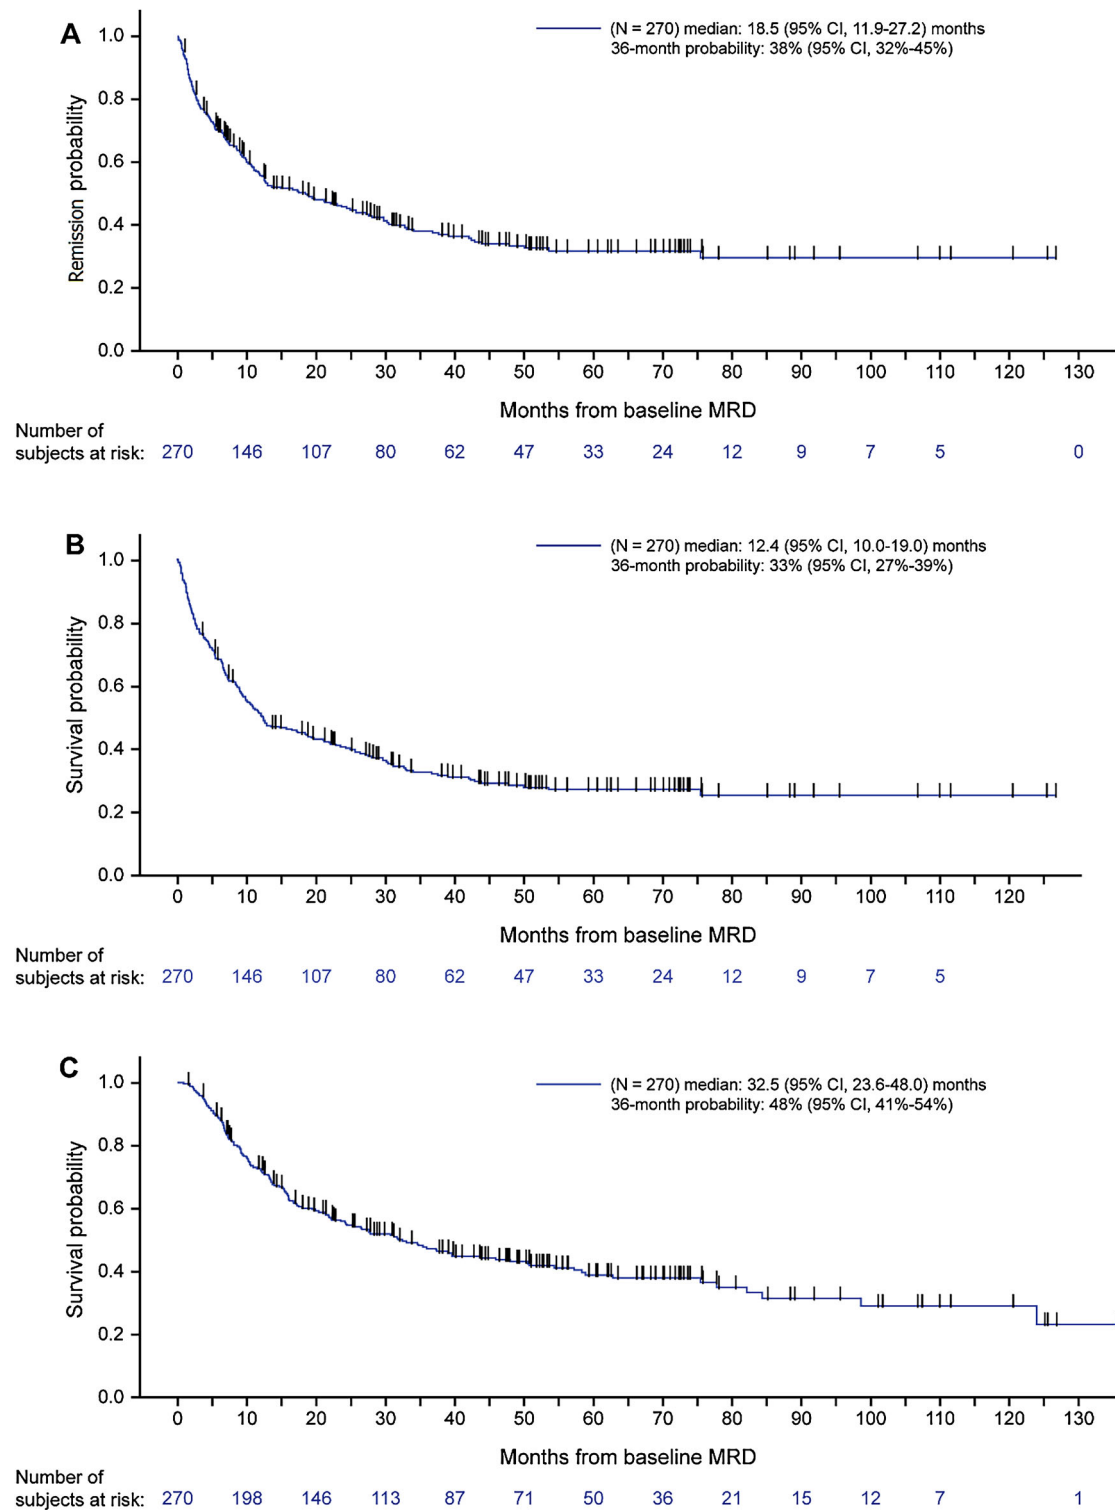 A
(N = 270) median: 18.5 (95% CI, 11.9-27.2) months
36-month probability: 38% (95% CI, 32%-45%)
Remission probability
1.0
0.8
0.6
0.4
0.2
0.0
0 10 20 30 40 50 60 70 80 90 100 110 120 130
Months from baseline MRD
Number of
subjects at risk: 270 146 107 80 62 47 33 24 12 9 7 5 0
B
(N = 270) median: 12.4 (95% CI, 10.0-19.0) months
36-month probability: 33% (95% CI, 27%-39%)
Survival probability
1.0
0.8
0.6
0.4
0.2
0.0
0 10 20 30 40 50 60 70 80 90 100 110 120
Months from baseline MRD
Number of
subjects at risk: 270 146 107 80 62 47 33 24 12 9 7 5
C
(N = 270) median: 32.5 (95% CI, 23.6-48.0) months
36-month probability: 48% (95% CI, 41%-54%)
Survival probability
1.0
0.8
0.6
0.4
0.2
0.0
0 10 20 30 40 50 60 70 80 90 100 110 120 130
Months from baseline MRD
Number of
subjects at risk: 270 198 146 113 87 71 50 36 21 15 12 7 1